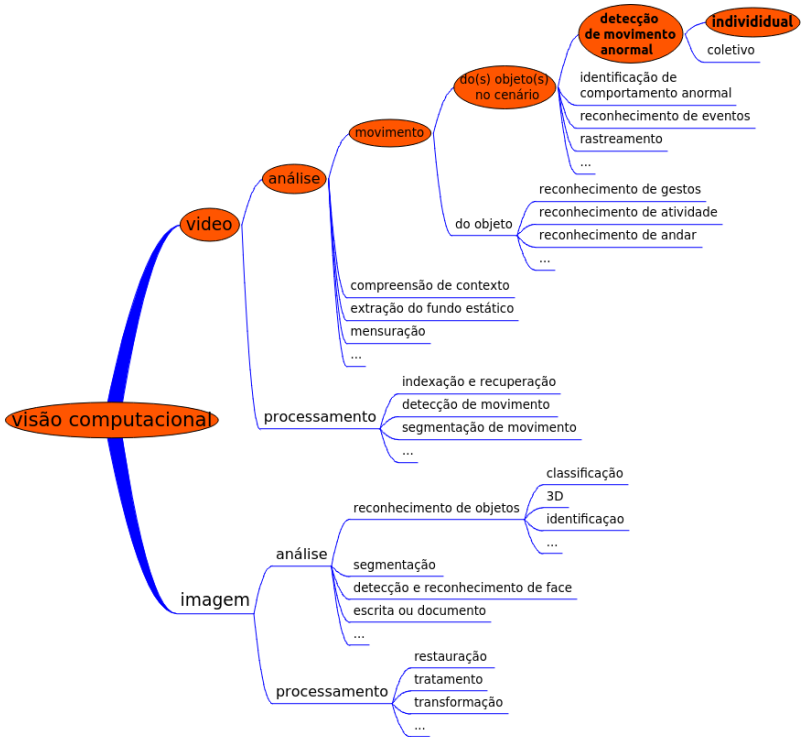 detecção
de movimento
anormal
individidual
coletivo
do(s) objeto(s)
no cenário
identificação de
comportamento anormal
reconhecimento de eventos
rastreamento
...
movimento
análise
reconhecimento de gestos
do objeto
reconhecimento de atividade
reconhecimento de andar
...
video
compreensão de contexto
extração do fundo estático
mensuração
...
indexação e recuperação
processamento
detecção de movimento
segmentação de movimento
...
visão computacional
classificação
reconhecimento de objetos
3D
identificaçao
...
análise
segmentação
detecção e reconhecimento de face
escrita ou documento
...
imagem
restauração
processamento
tratamento
transformação
...